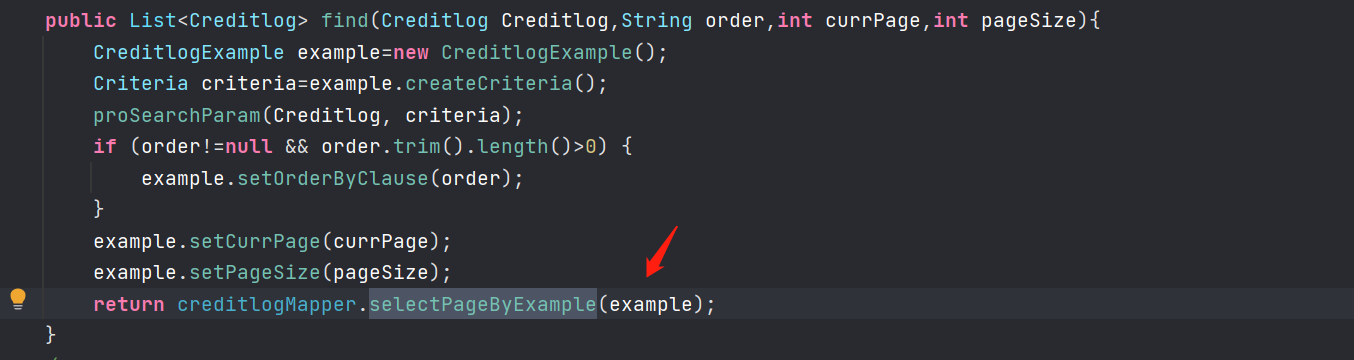 public List<Creditlog> find(Creditlog Creditlog,String order,int currPage,int pageSize){
CreditlogExample example=new CreditlogExample();
Criteria criteria=example.createCriteria();
proSearchParam(Creditlog, criteria);
if (order!=null && order.trim().length()>0) {
example.setOrderByClause(order);
}
example.setCurrPage(currPage);
example.setPageSize(pageSize);
return creditlogMapper.selectPageByExample(example);
}